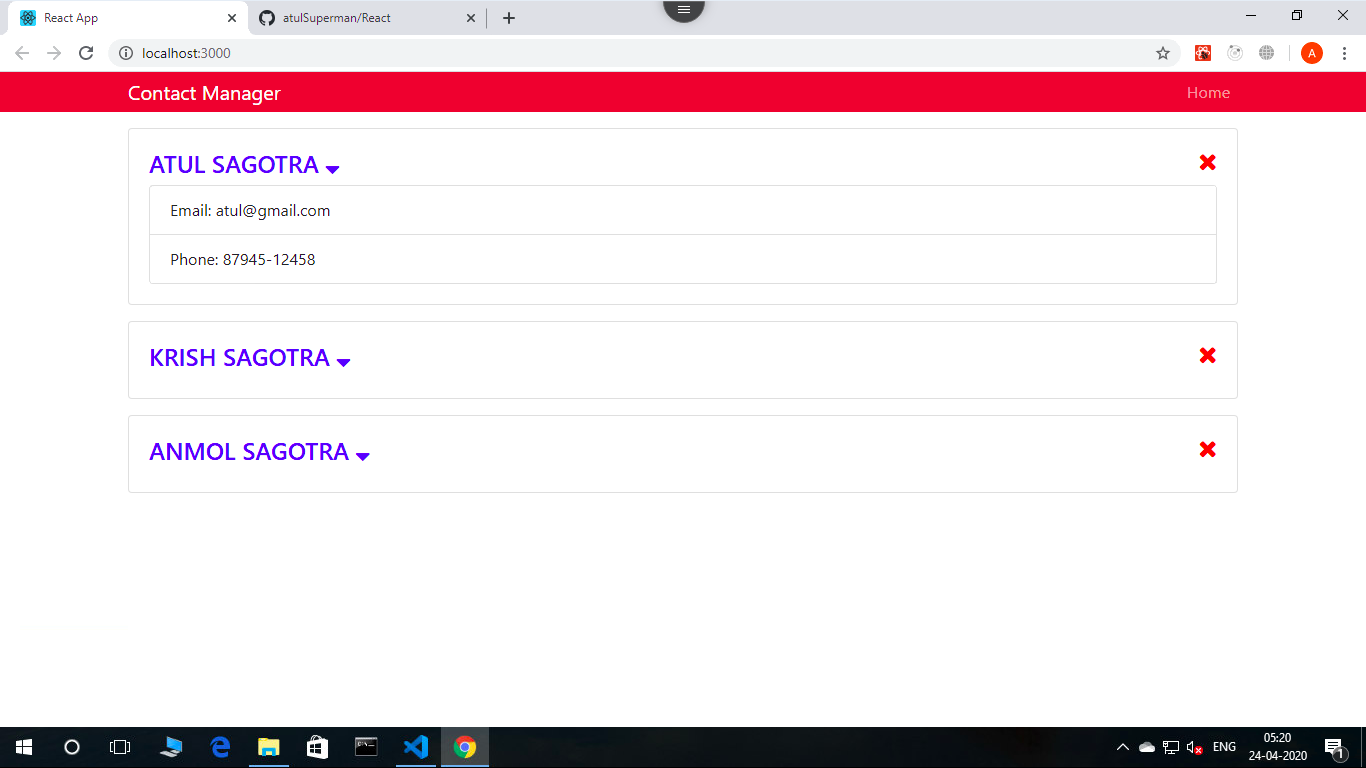 React App
atulSuperman/React
localhost:3000
A
Contact Manager
Home
ATUL SAGOTRA
Email: atul@gmail.com
Phone: 87945-12458
KRISH SAGOTRA
ANMOL SAGOTRA
ENG
05:20
24-04-2020
1